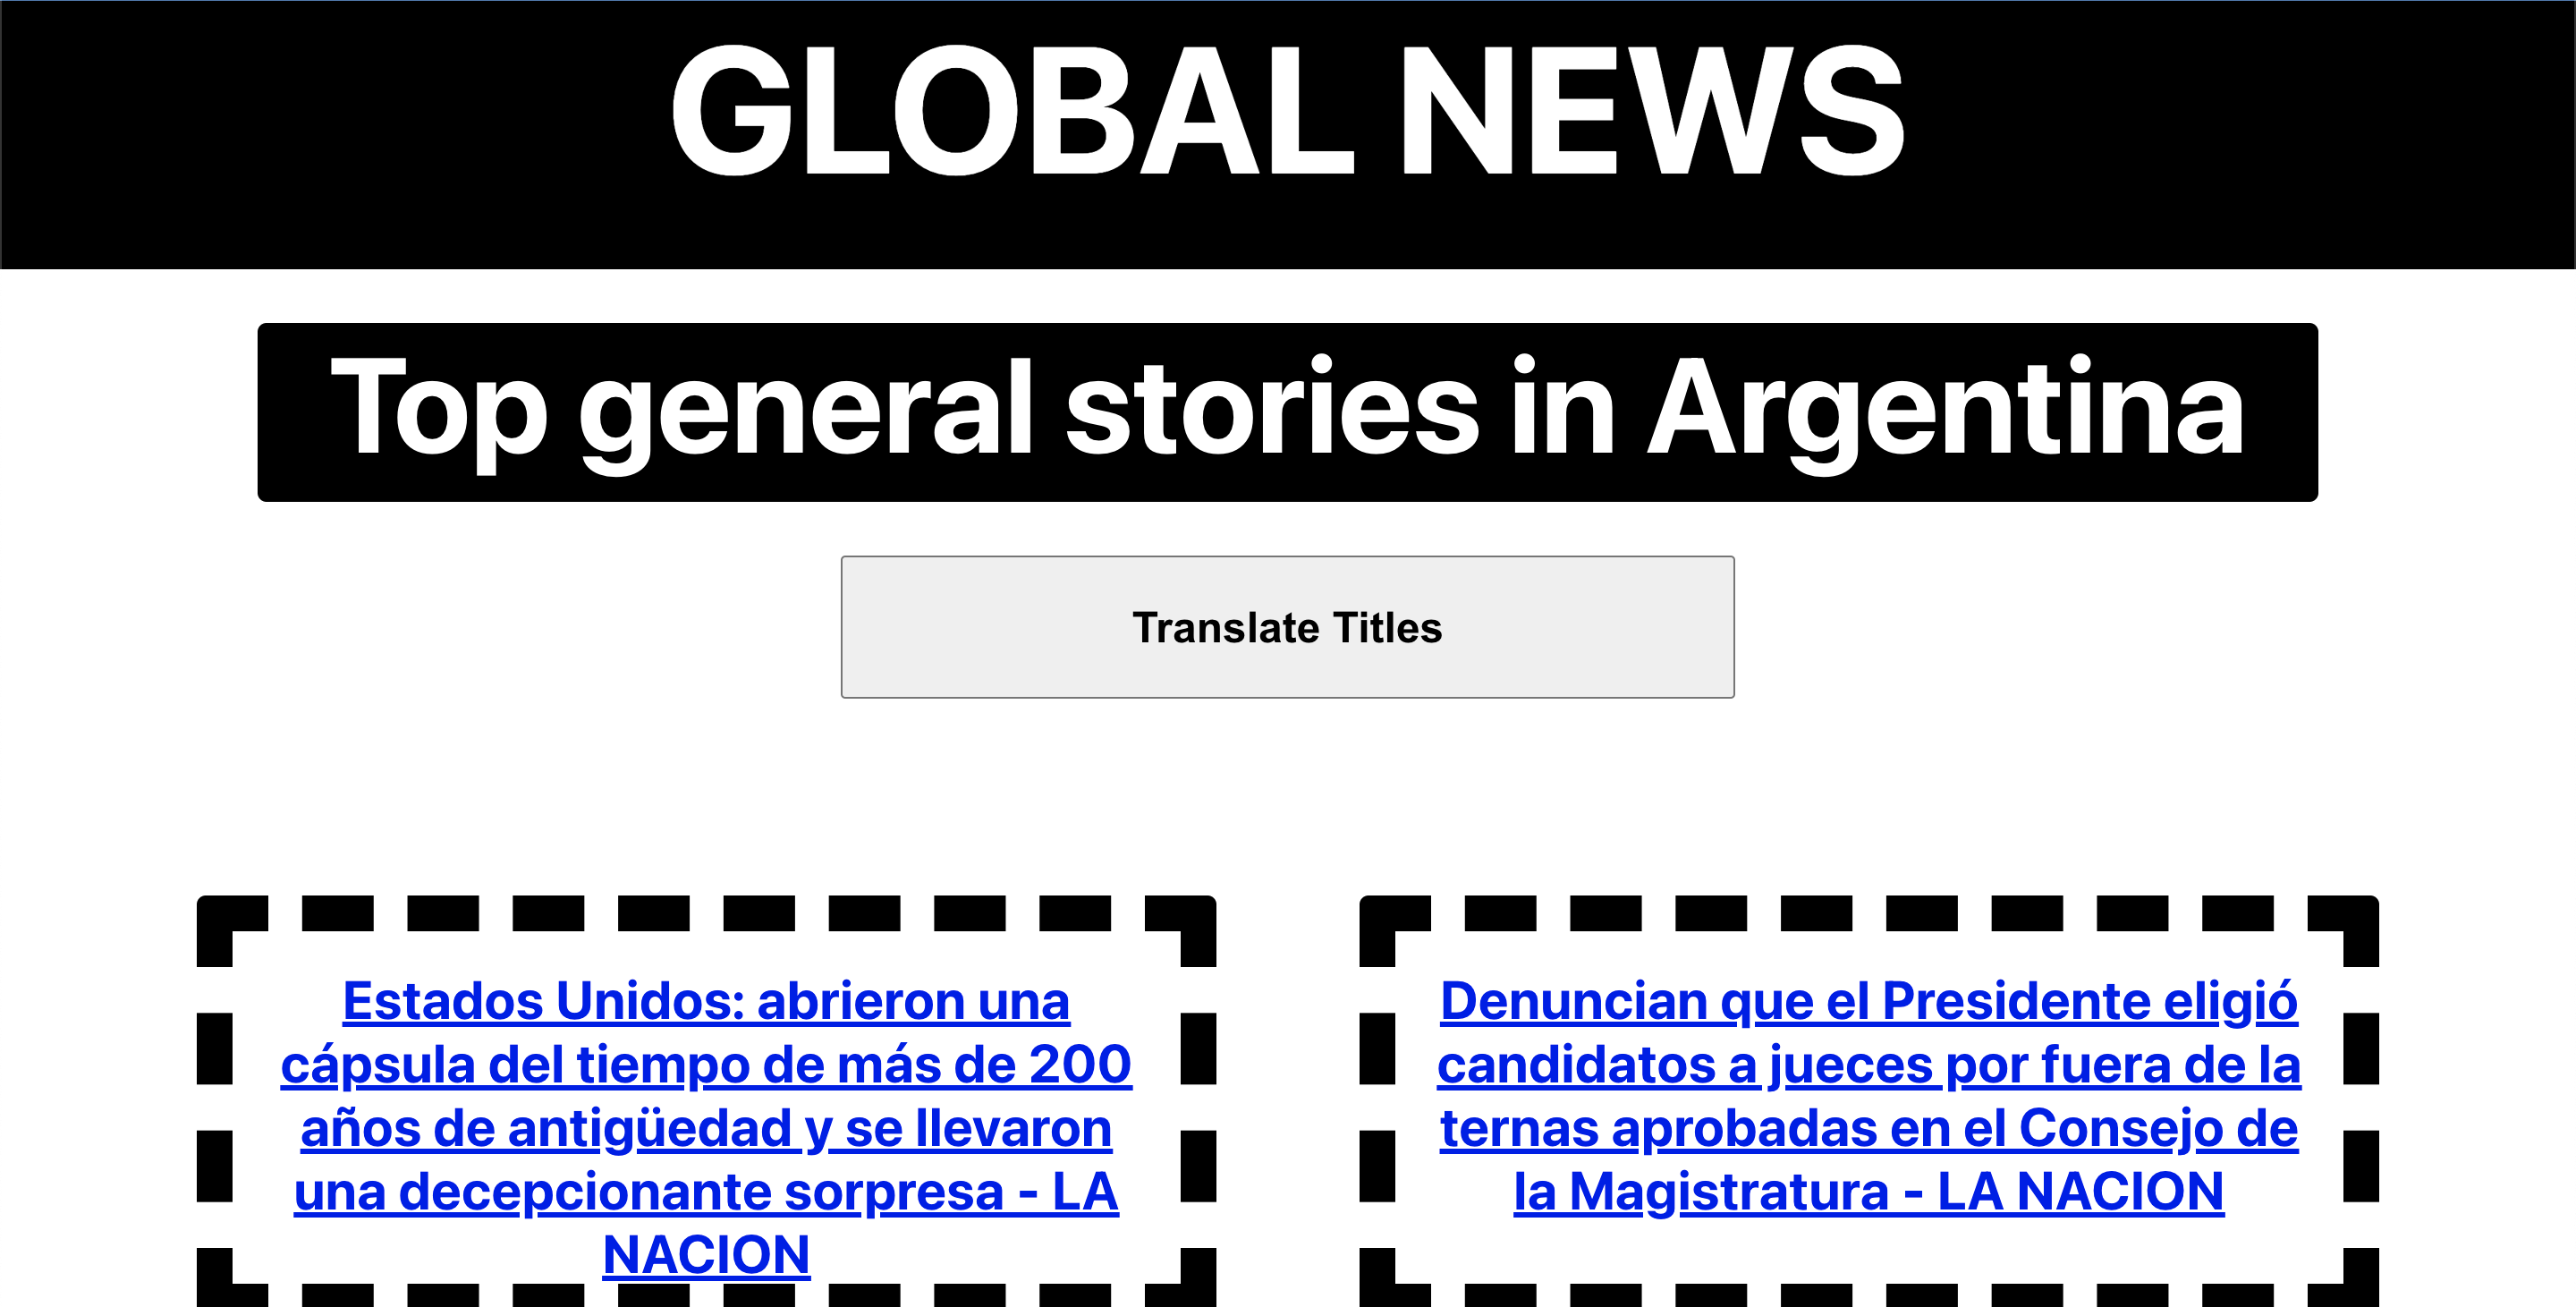 GLOBAL NEWS
Top general stories in Argentina
Translate Titles
Estados Unidos: abrieron una
cápsula del tiempo de más de 200
años de antigüedad y se llevaron
una decepcionante sorpresa - LA
NACION
Denuncian que el Presidente eligió
candidatos a jueces por fuera de la
ternas aprobadas en el Consejo de
la Magistratura - LA NACION